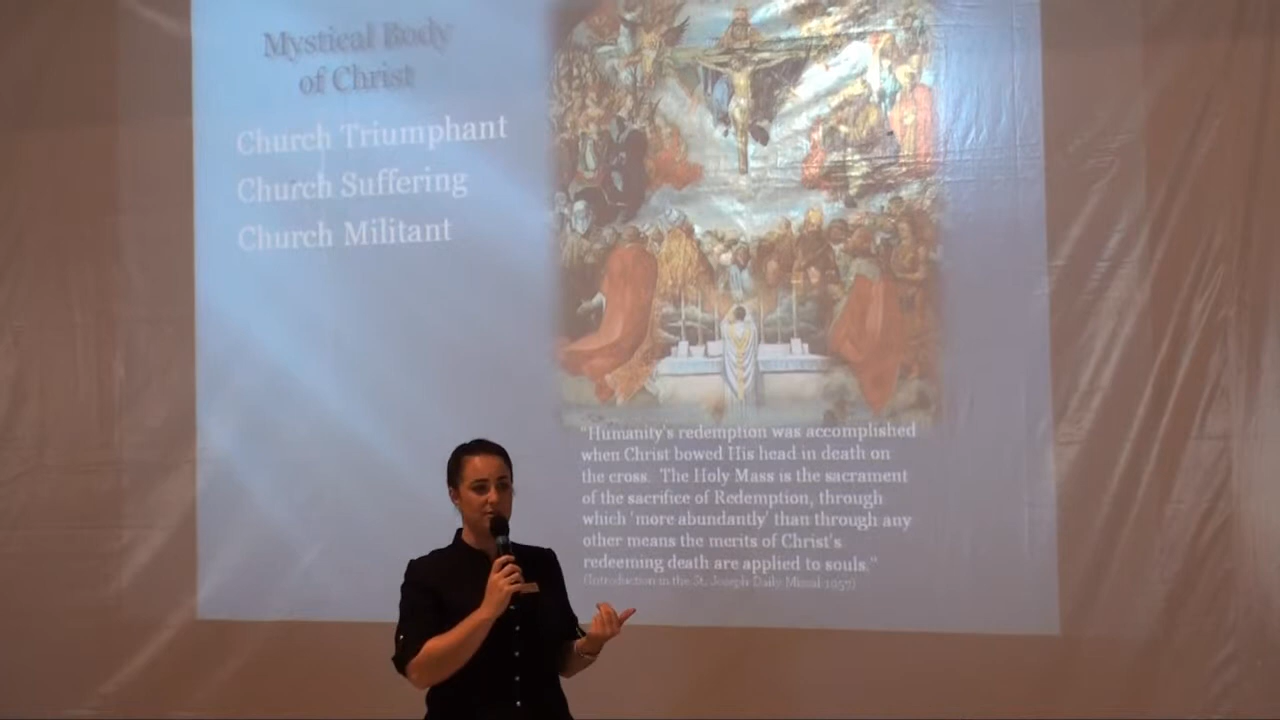 Mystical Body
of Christ
Church Triumphant
Church Suffering
Church Militant
"Humanity's redemption was accomplished
when Christ bowed His head in death on
the cross. The Holy Mass is the sacrament
of the sacrifice of Redemption, through
which 'more abundantly' than through any
other means the merits of Christ's
redeeming death are applied to souls."
(Introduction in the St. Joseph Daily Missal 1957)